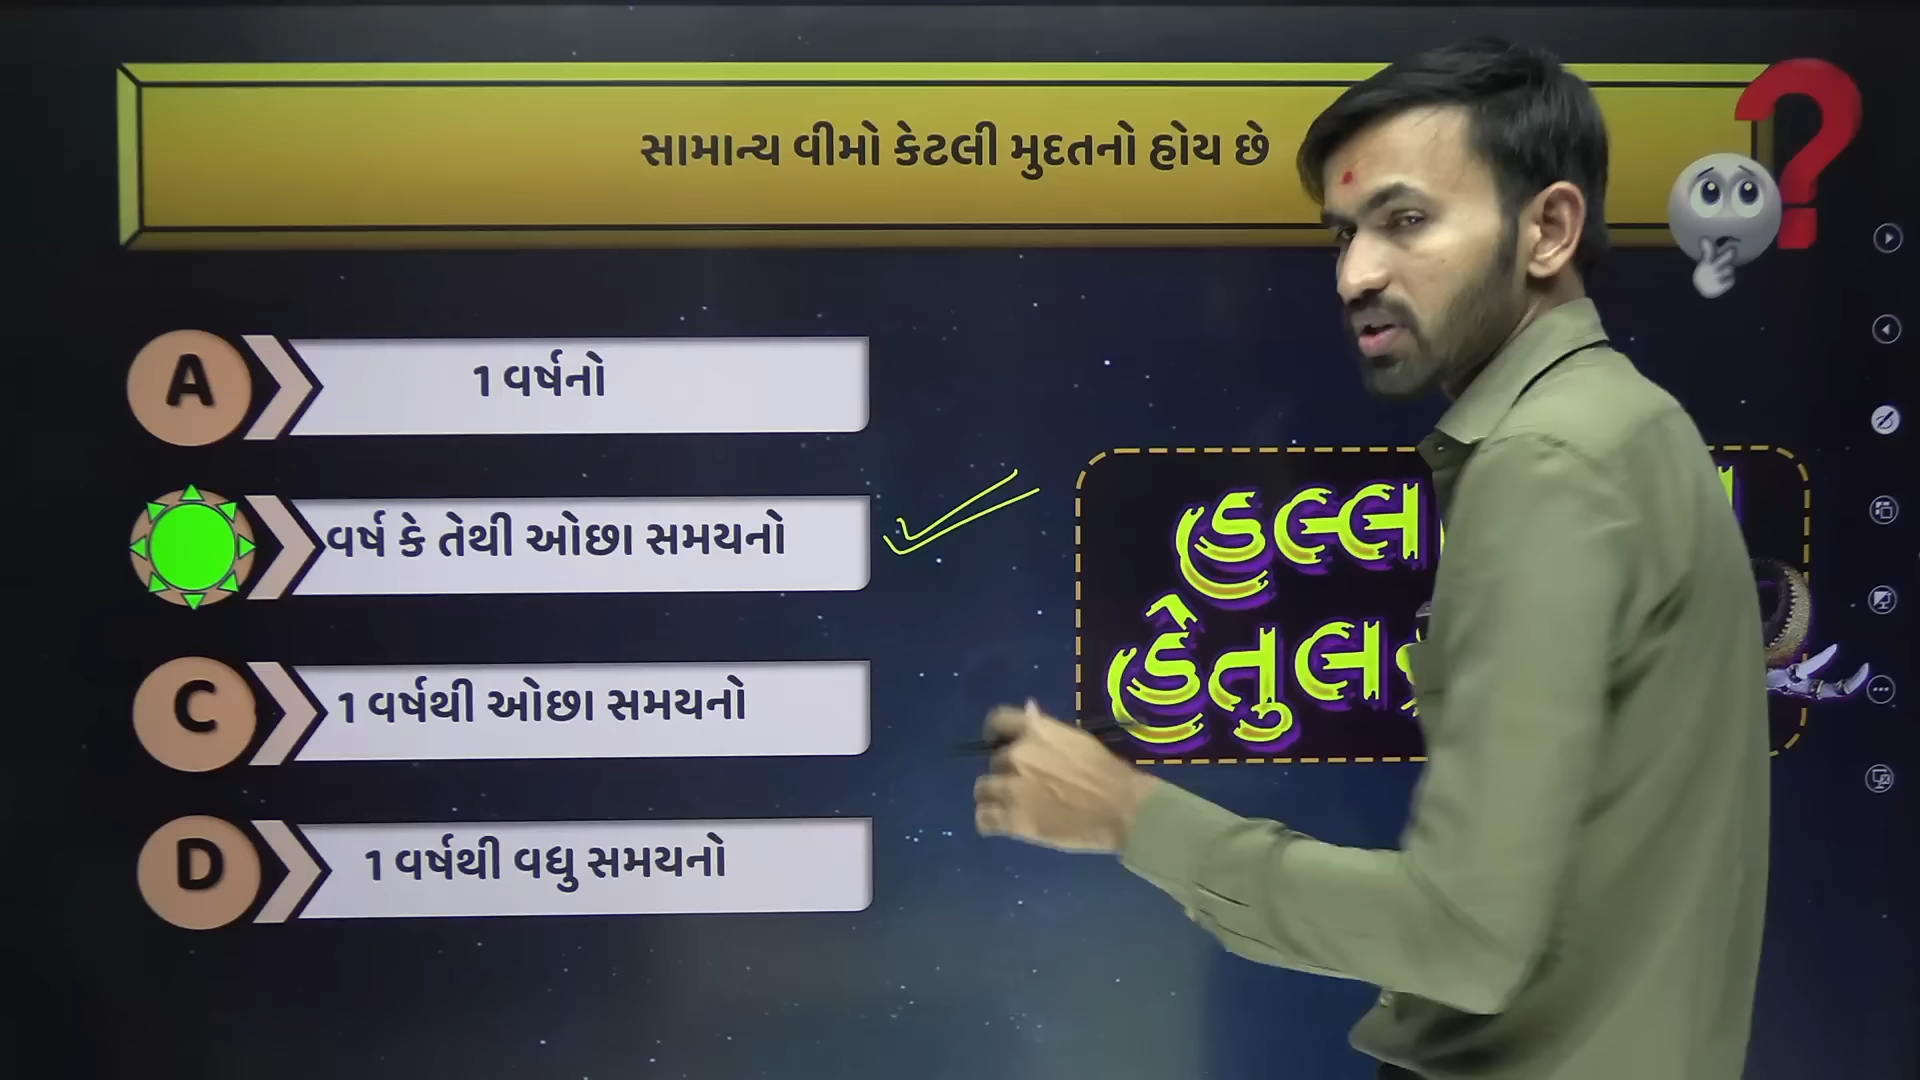 સામાન્ય વીમો કેટલી મુદતનો હોય છે
A
1 વર્ષનો
વર્ષ કે તેથી ઓછા સમયનો
C
1 વર્ષથી ઓછા સમયનો
D
1 વર્ષથી વધુ સમયનો